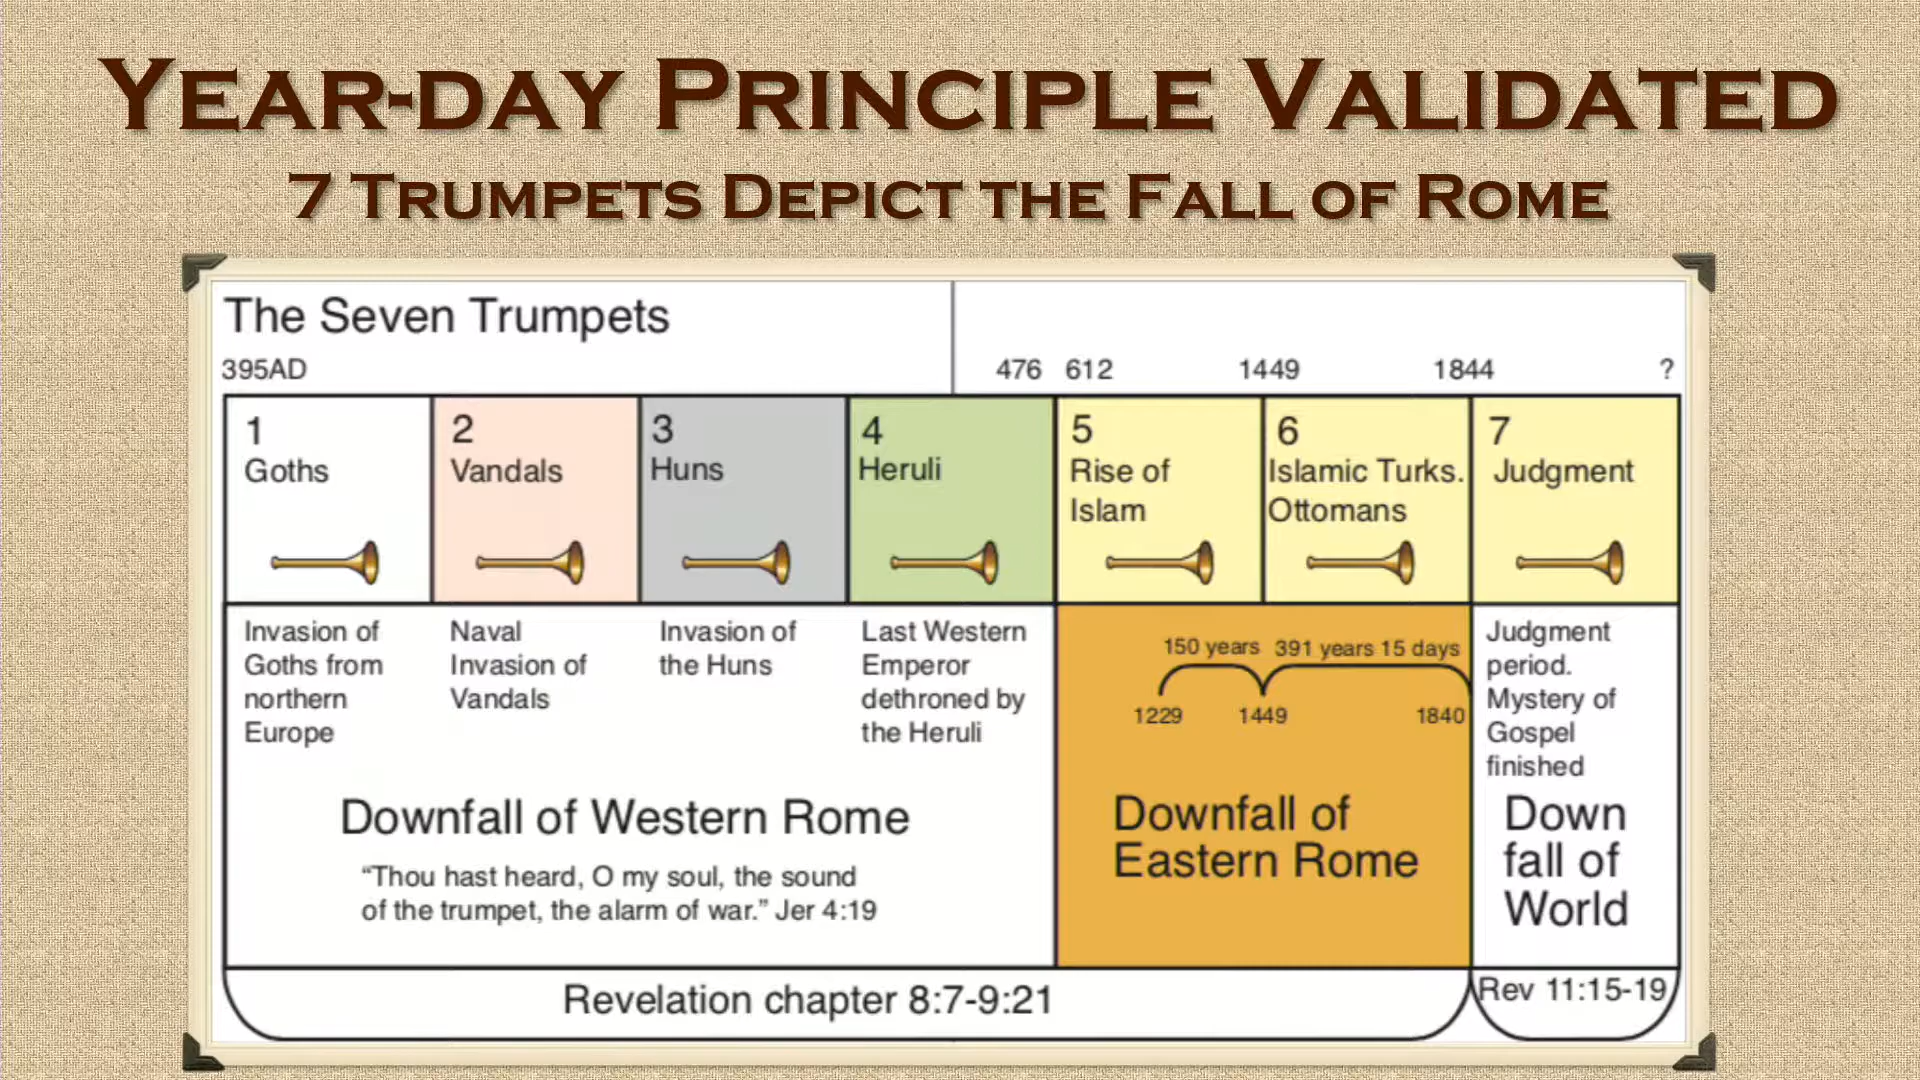 YEAR-DAY PRINCIPLE VALIDATED
7 TRUMPETS DEPICT THE FALL OF ROME
The Seven Trumpets
395AD
476
612
1449
1844
?
1
Goths
2
Vandals
3
Huns
4
Heruli
5
Rise of
Islam
6
Islamic Turks.
Ottomans
7
Judgment
Invasion of
Goths from
northern
Europe
Naval
Invasion of
Vandals
Invasion of
the Huns
Last Western
Emperor
dethroned by
the Heruli
150 years
391 years 15 days
1229
1449
1840
Judgment
period.
Mystery of
Gospel
finished
Downfall of Western Rome
"Thou hast heard, O my soul, the sound
of the trumpet, the alarm of war." Jer 4:19
Downfall of
Eastern Rome
Down
fall of
World
Revelation chapter 8:7-9:21
Rev 11:15-19